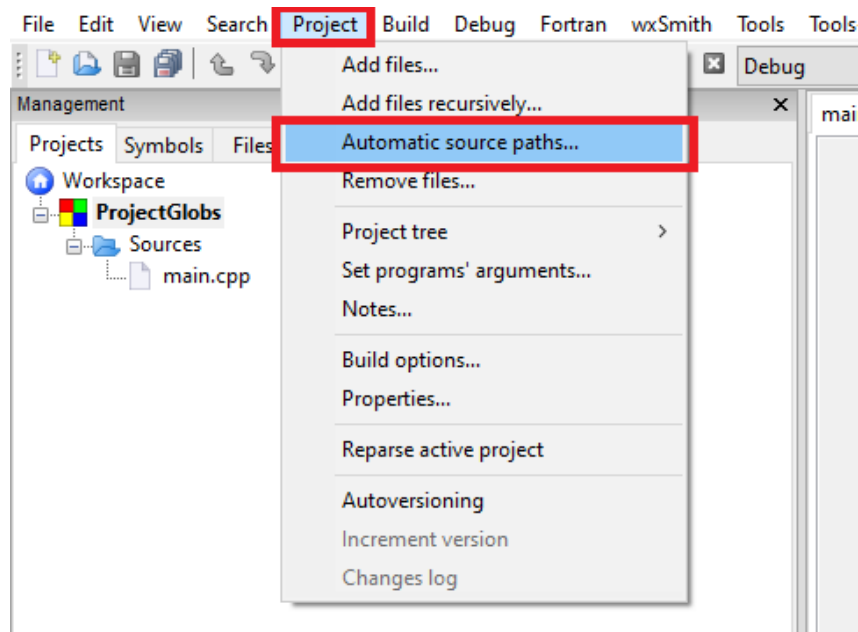 File Edit View Search Project Build Debug Fortran wxSmith Tools Tools
Debug
Management
mai
Projects Symbols Files
Workspace
ProjectGlobs
Sources
main.cpp
Add files...
Add files recursively...
Automatic source paths...
Remove files...
Project tree
Set programs' arguments...
Notes...
Build options...
Properties...
Reparse active project
Autoversioning
Increment version
Changes log